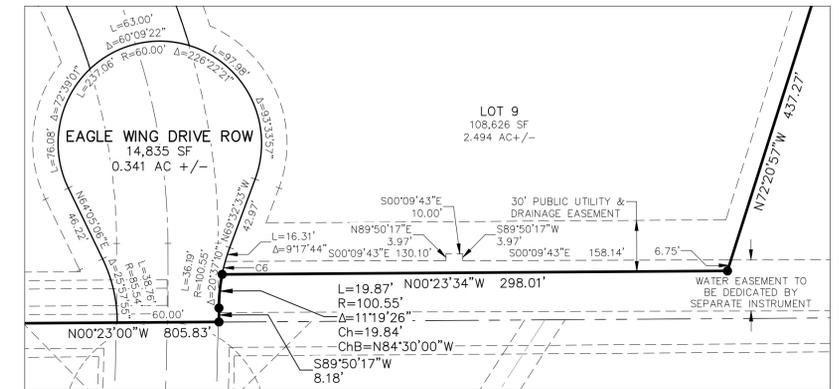 L=63.00'
Δ=60°09'22"
R=60.00'
L=237.06'
Δ=226°22'21"
L=97.98'
Δ=72°39'01"
L=76.08'
Δ=93°33'57"
EAGLE WING DRIVE ROW
14,835 SF
0.341 AC +/-
N64°05'06"E
46.22'
N69°32'33"W
42.97'
LOT 9
108,626 SF
2.494 AC+/-
N72°20'57"W 437.27'
S00°09'43"E
10.00'
30' PUBLIC UTILITY &
DRAINAGE EASEMENT
N89°50'17"E
3.97'
S89°50'17"W
3.97'
L=16.31'
Δ=9°17'44"
S00°09'43"E 130.10'
S00°09'43"E 158.14'
6.75'
C6
N00°23'34"W 298.01'
WATER EASEMENT TO
BE DEDICATED BY
SEPARATE INSTRUMENT
L=36.19'
R=100.55'
Δ=20°37'10"
L=38.76'
R=85.54'
Δ=25°57'55"
60.00'
L=19.87'
R=100.55'
Δ=11°19'26"
Ch=19.84'
ChB=N84°30'00"W
N00°23'00"W 805.83'
S89°50'17"W
8.18'